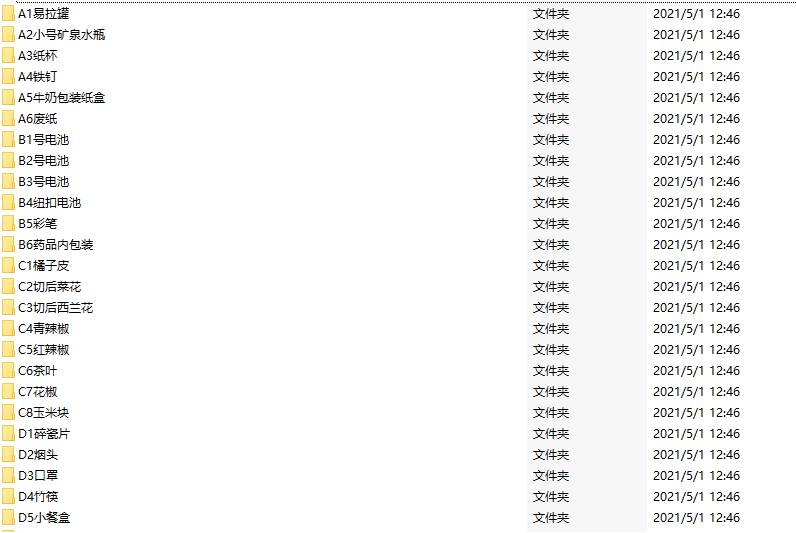 A1易拉罐 文件夹 2021/5/1 12:46
A2小号矿泉水瓶 文件夹 2021/5/1 12:46
A3纸杯 文件夹 2021/5/1 12:46
A4铁钉 文件夹 2021/5/1 12:46
A5牛奶包装纸盒 文件夹 2021/5/1 12:46
A6废纸 文件夹 2021/5/1 12:46
B1号电池 文件夹 2021/5/1 12:46
B2号电池 文件夹 2021/5/1 12:46
B3号电池 文件夹 2021/5/1 12:46
B4纽扣电池 文件夹 2021/5/1 12:46
B5彩笔 文件夹 2021/5/1 12:46
B6药品内包装 文件夹 2021/5/1 12:46
C1橘子皮 文件夹 2021/5/1 12:46
C2切后菜花 文件夹 2021/5/1 12:46
C3切后西兰花 文件夹 2021/5/1 12:46
C4青辣椒 文件夹 2021/5/1 12:46
C5红辣椒 文件夹 2021/5/1 12:46
C6茶叶 文件夹 2021/5/1 12:46
C7花椒 文件夹 2021/5/1 12:46
C8玉米块 文件夹 2021/5/1 12:46
D1碎瓷片 文件夹 2021/5/1 12:46
D2烟头 文件夹 2021/5/1 12:46
D3口罩 文件夹 2021/5/1 12:46
D4竹筷 文件夹 2021/5/1 12:46
D5小餐盒 文件夹 2021/5/1 12:46